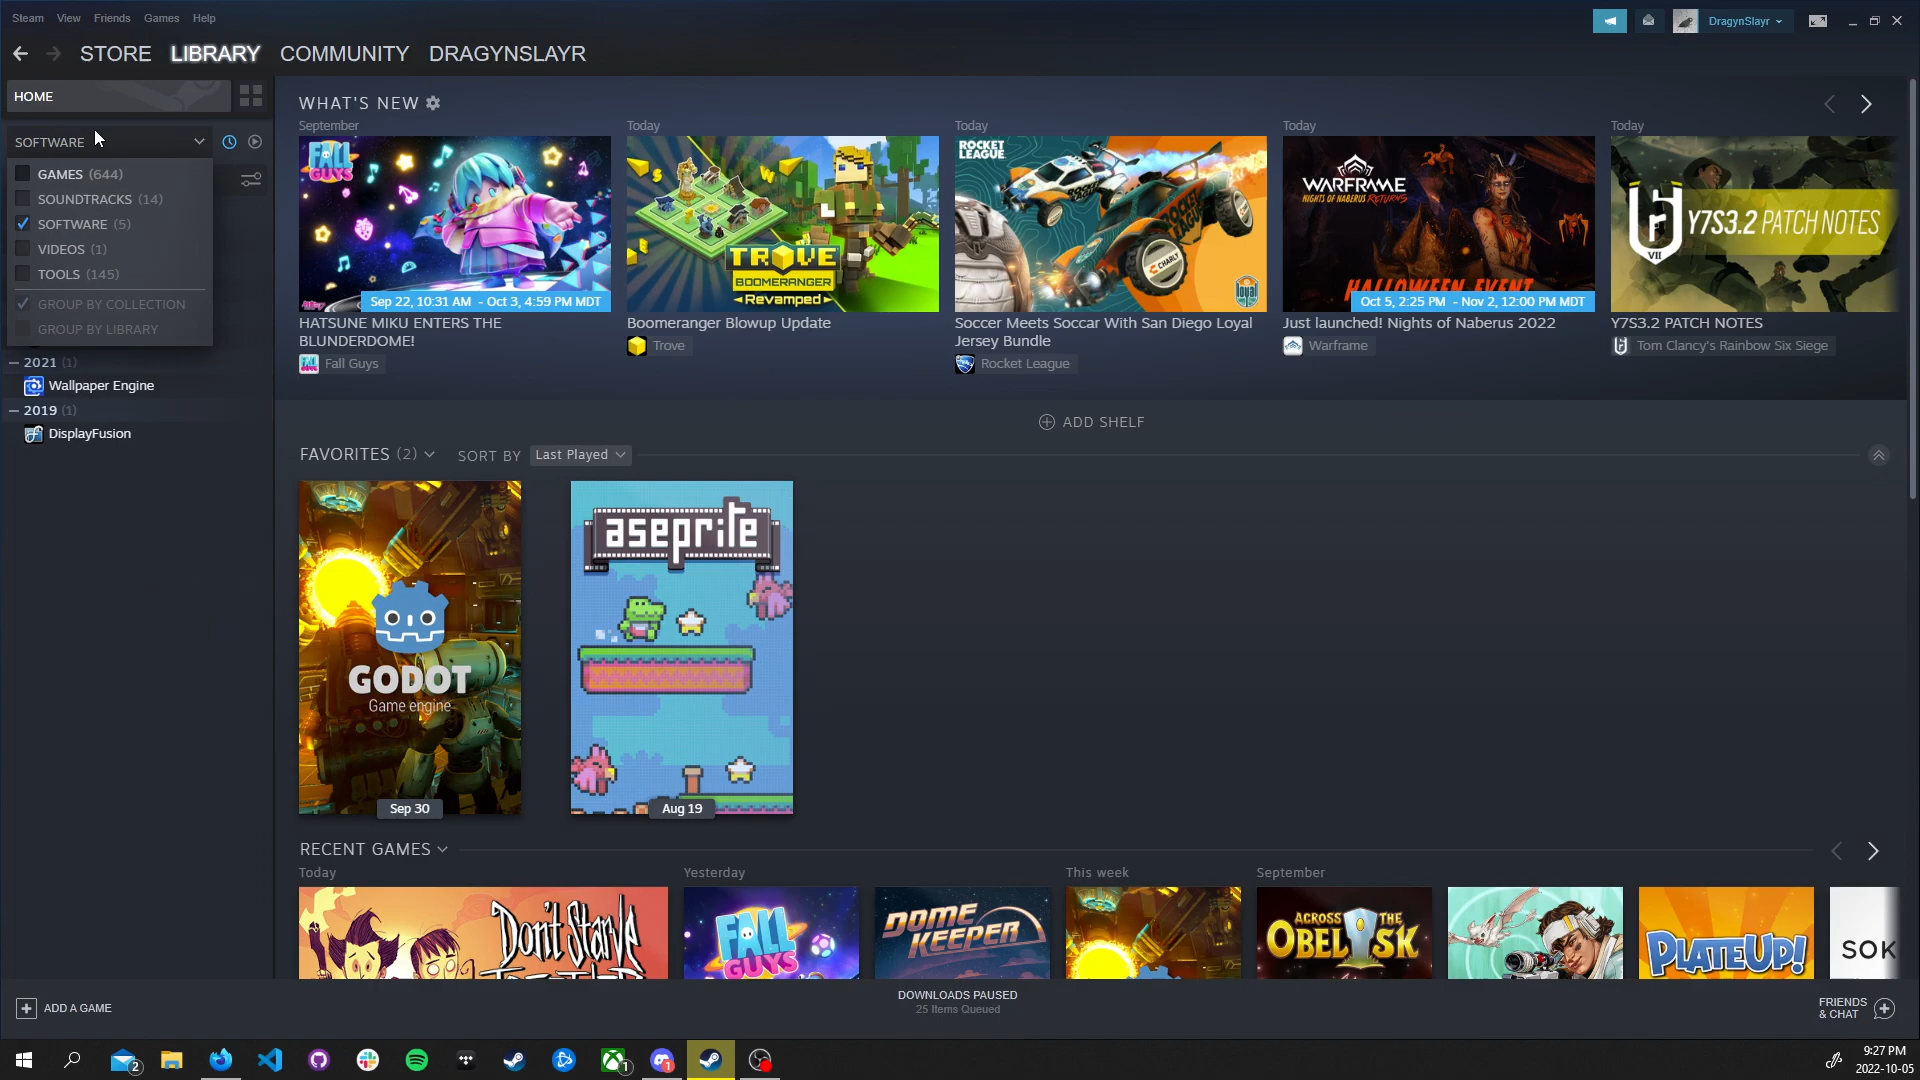 Steam View Friends Games Help
DragynSlayr
STORE LIBRARY COMMUNITY DRAGYNSLAYR
HOME
SOFTWARE
GAMES (644)
SOUNDTRACKS (14)
SOFTWARE (5)
VIDEOS (1)
TOOLS (145)
GROUP BY COLLECTION
GROUP BY LIBRARY
– 2021 (1)
Wallpaper Engine
– 2019 (1)
DisplayFusion
WHAT'S NEW
September
FALL GUYS
Sep 22, 10:31 AM - Oct 3, 4:59 PM MDT
HATSUNE MIKU ENTERS THE
BLUNDERDOME!
Fall Guys
Today
TROVE
BOOMERANGER
Revamped
Boomeranger Blowup Update
Trove
Today
ROCKET
LEAGUE
CHARLY
loyal
Soccer Meets Soccar With San Diego Loyal
Jersey Bundle
Rocket League
Today
WARFRAME
NIGHTS OF NABERUS RETURNS
HALLOWEEN EVENT
Oct 5, 2:25 PM - Nov 2, 12:00 PM MDT
Just launched! Nights of Naberus 2022
Warframe
Today
VII
Y7S3.2 PATCH NOTES
Y7S3.2 PATCH NOTES
Tom Clancy's Rainbow Six Siege
ADD SHELF
FAVORITES (2) SORT BY Last Played
GODOT
Game engine
Sep 30
aseprite
Aug 19
RECENT GAMES
Today
Don't Starve
Yesterday
FALL
GUYS
DOME
KEEPER
This week
September
ACROSS THE
OBELISK
PLATEUP!
SOK
ADD A GAME
DOWNLOADS PAUSED
25 Items Queued
FRIENDS
& CHAT
2
1
1
9:27 PM
2022-10-05